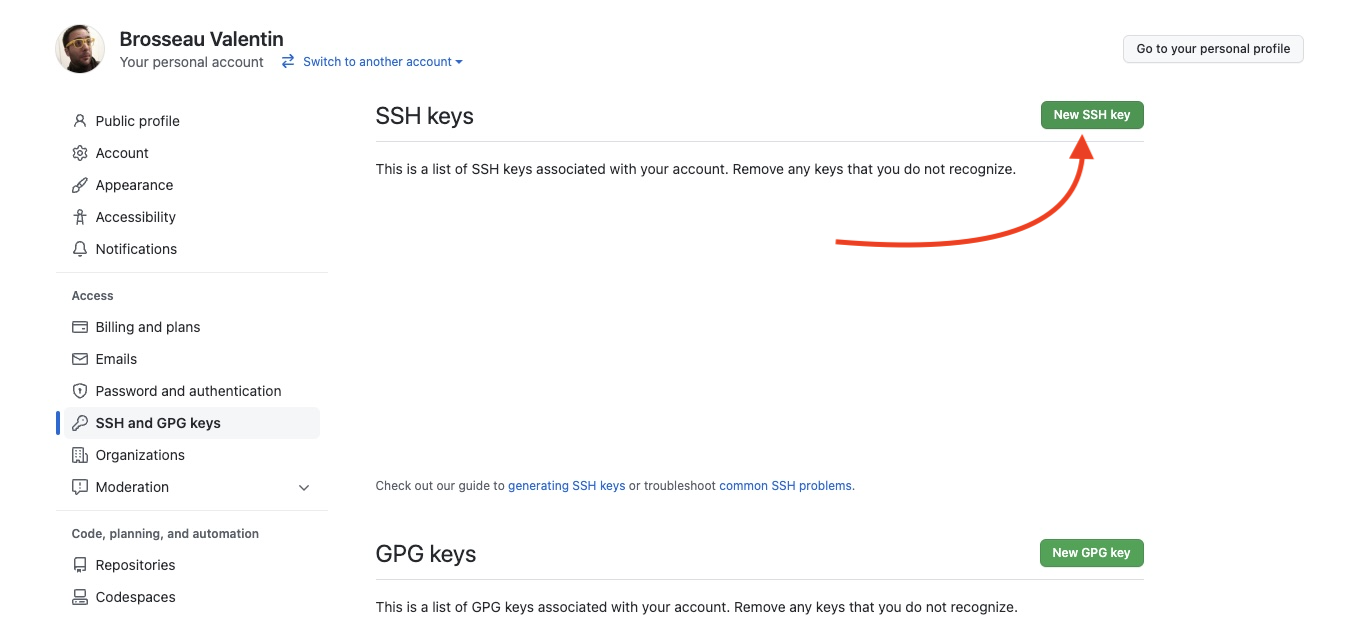 Brosseau Valentin
Your personal account
Switch to another account
Go to your personal profile
Public profile
Account
Appearance
Accessibility
Notifications
Access
Billing and plans
Emails
Password and authentication
SSH and GPG keys
Organizations
Moderation
Code, planning, and automation
Repositories
Codespaces
SSH keys
New SSH key
This is a list of SSH keys associated with your account. Remove any keys that you do not recognize.
Check out our guide to generating SSH keys or troubleshoot common SSH problems.
GPG keys
New GPG key
This is a list of GPG keys associated with your account. Remove any keys that you do not recognize.